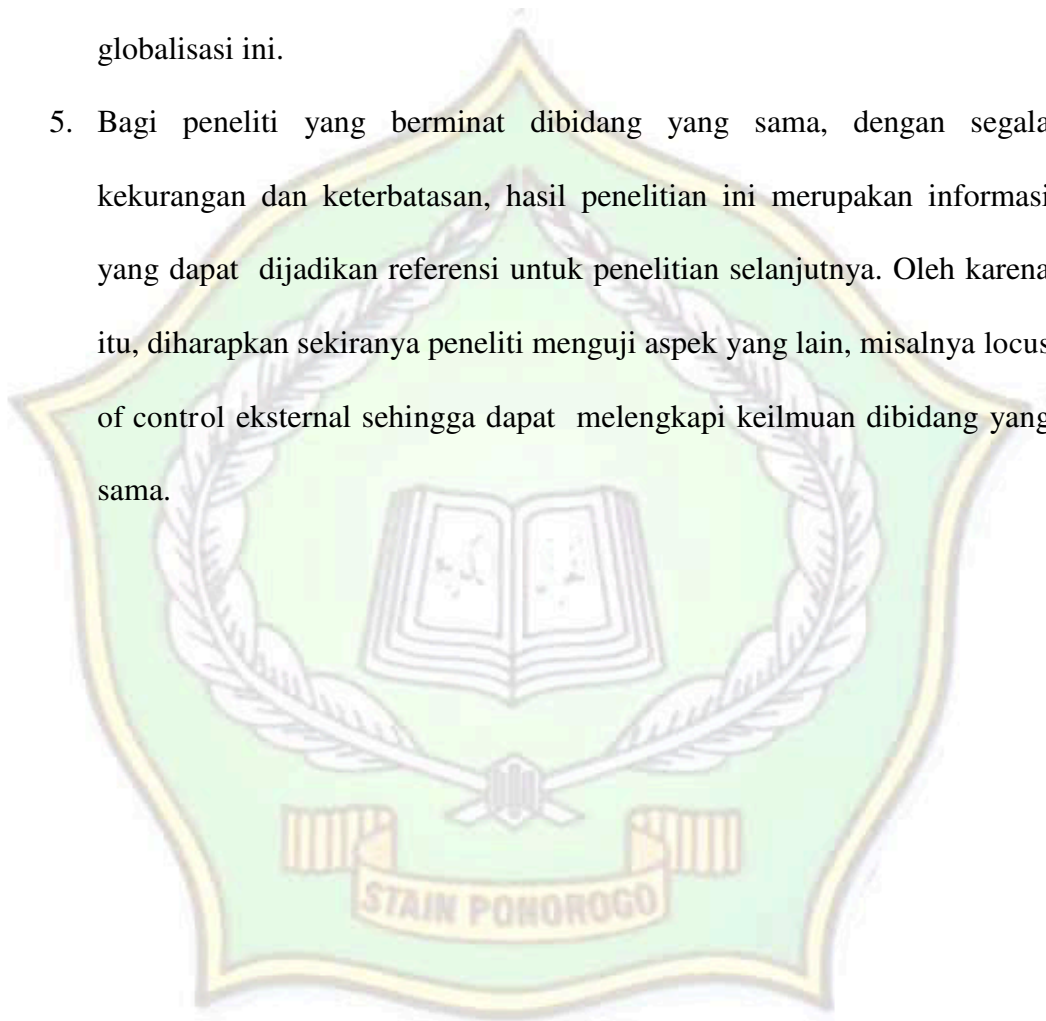 globalisasi ini.
5. Bagi peneliti yang berminat dibidang yang sama, dengan segala
kekurangan dan keterbatasan, hasil penelitian ini merupakan informasi
yang dapat dijadikan referensi untuk penelitian selanjutnya. Oleh karena
itu, diharapkan sekiranya peneliti menguji aspek yang lain, misalnya locus
of control eksternal sehingga dapat melengkapi keilmuan dibidang yang
sama.
STAIN PONOROGO